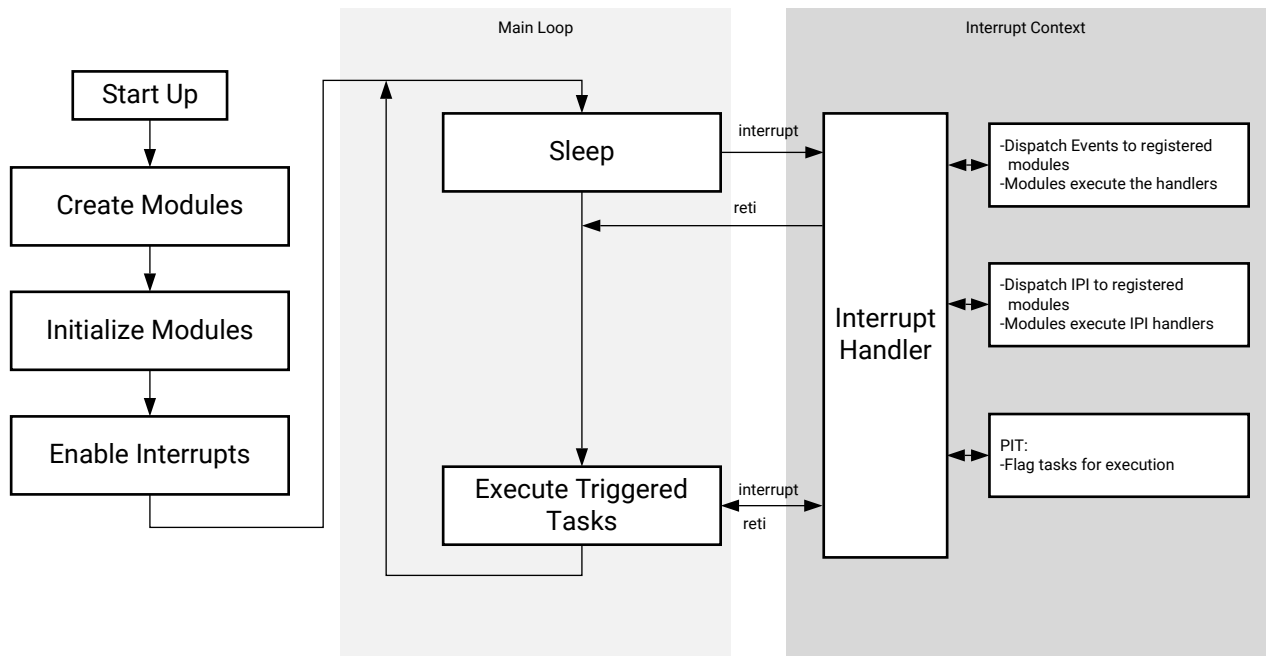 Main Loop
Interrupt Context
Start Up
Create Modules
Initialize Modules
Enable Interrupts
Sleep
interrupt
reti
Execute Triggered
Tasks
interrupt
reti
Interrupt
Handler
-Dispatch Events to registered
modules
-Modules execute the handlers
-Dispatch IPI to registered
modules
-Modules execute IPI handlers
PIT:
-Flag tasks for execution